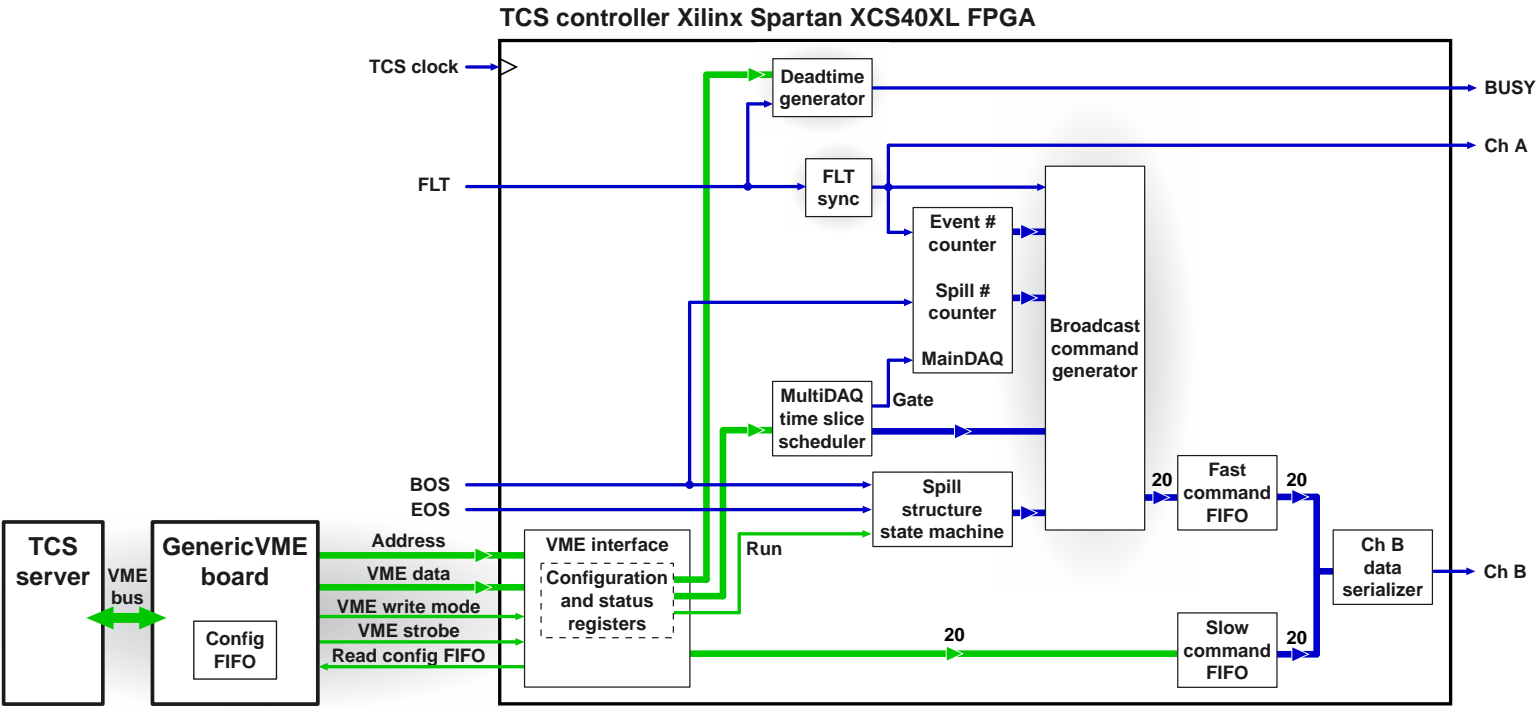 TCS controller Xilinx Spartan XCS40XL FPGA
TCS clock
Deadtime
generator
BUSY
Ch A
FLT
FLT
sync
Event #
counter
Spill #
counter
MainDAQ
Broadcast
command
generator
MultiDAQ
time slice
scheduler
Gate
BOS
EOS
Spill
structure
state machine
20
Fast
command
FIFO
20
TCS
server
VME
bus
GenericVME
board
Config
FIFO
Address
VME data
VME write mode
VME strobe
Read config FIFO
VME interface
Configuration
and status
registers
Run
20
Slow
command
FIFO
20
Ch B
data
serializer
Ch B